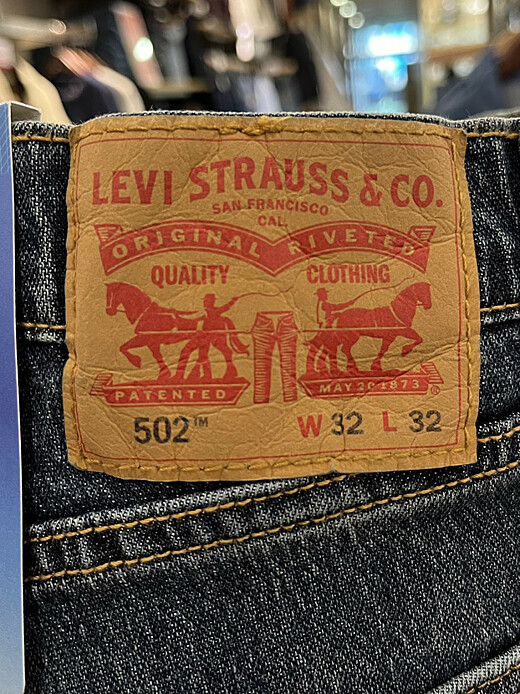 LEVI STRAUSS & CO.
SAN FRANCISCO
CAL.
ORIGINAL RIVETED
QUALITY CLOTHING
PATENTED MAY 20 1873 ®
502™ W 32 L 32